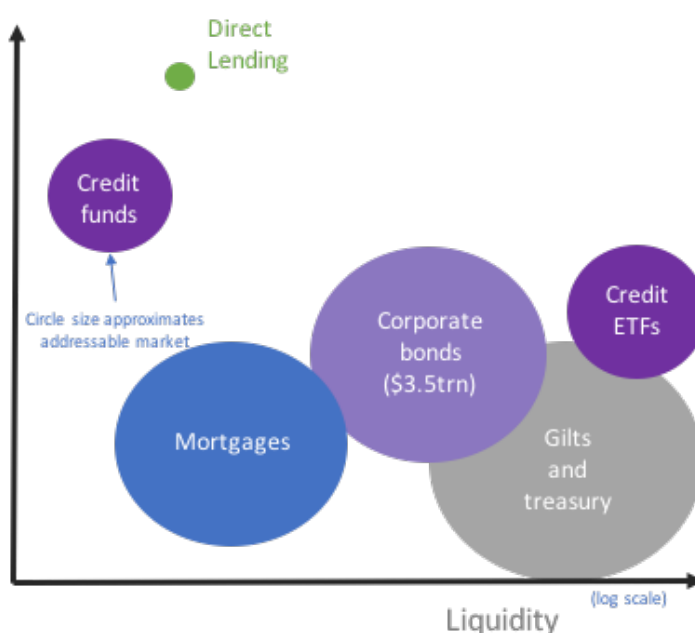 Direct
Lending
Credit
funds
Circle size approximates
addressable market
Corporate
bonds
($3.5trn)
Credit
ETFs
Mortgages
Gilts
and
treasury
(log scale)
Liquidity